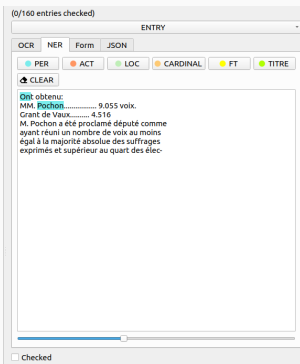 (0/160 entries checked)
ENTRY
OCR NER Form JSON
PER ACT LOC CARDINAL FT TITRE
CLEAR
Ont obtenu:
MM. Pochon................ 9.055 voix.
Grant de Vaux.......... 4.516
M. Pochon a été proclamé député comme
ayant réuni un nombre de voix au moins
égal à la majorité absolue des suffrages
exprimés et supérieur au quart des élec-
Checked